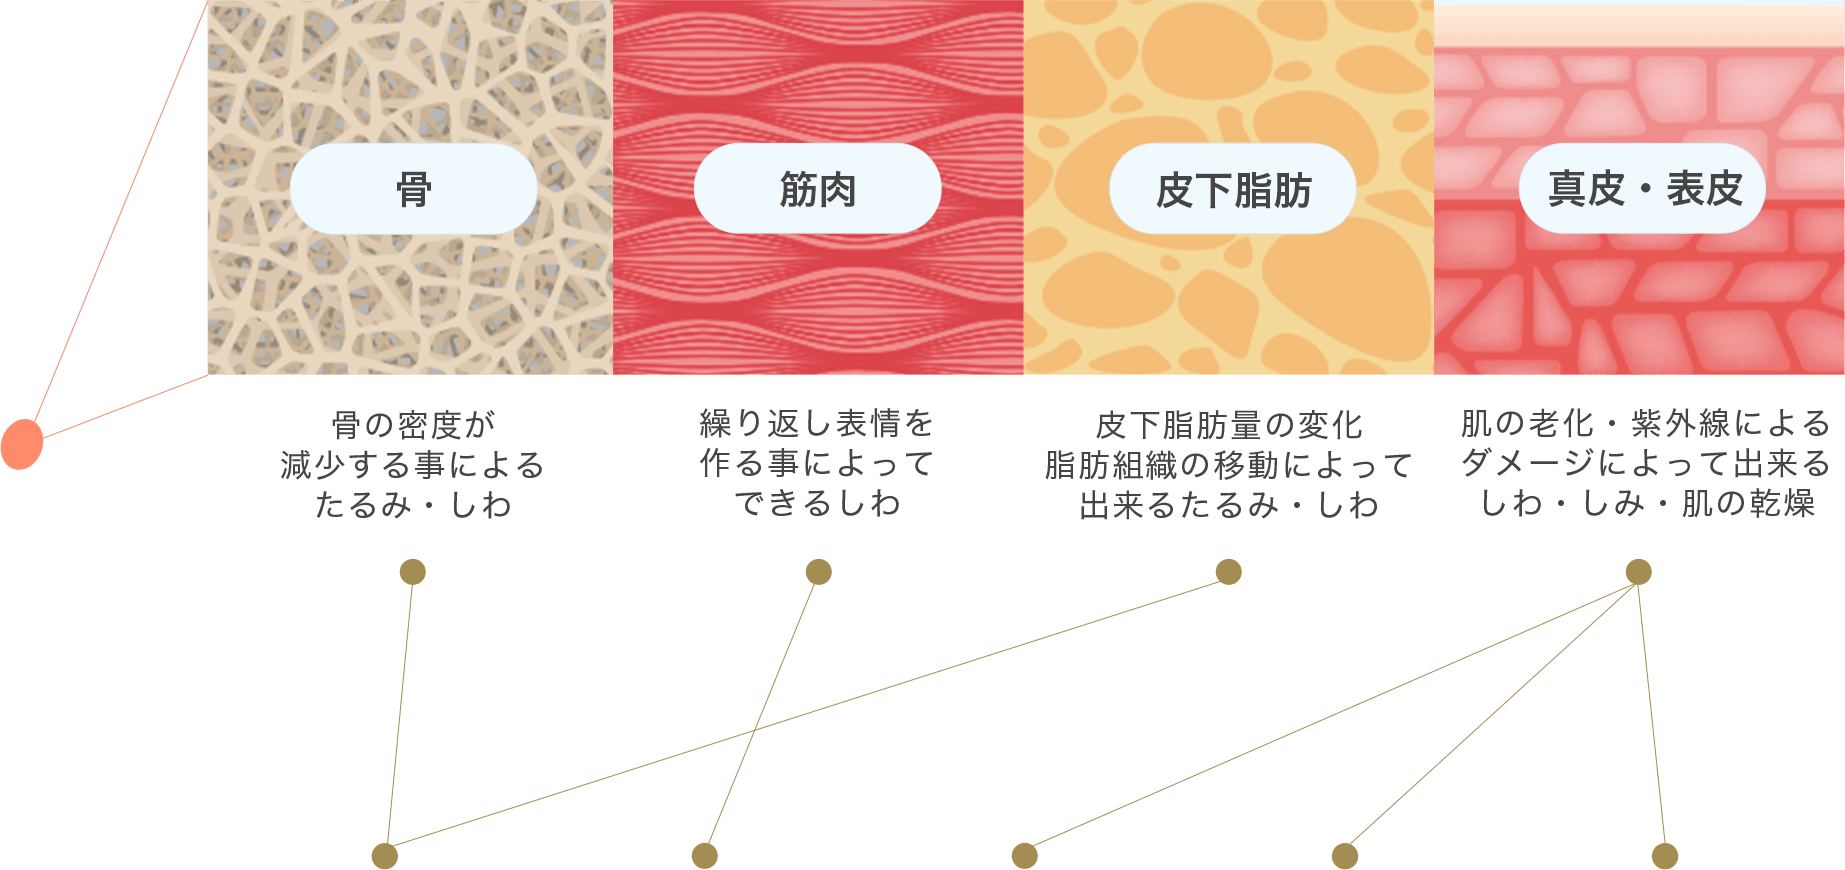 骨
筋肉
皮下脂肪
真皮・表皮
骨の密度が
減少する事による
たるみ・しわ
繰り返し表情を
作る事によって
できるしわ
皮下脂肪量の変化
脂肪組織の移動によって
出来るたるみ・しわ
肌の老化・紫外線による
ダメージによって出来る
しわ・しみ・肌の乾燥